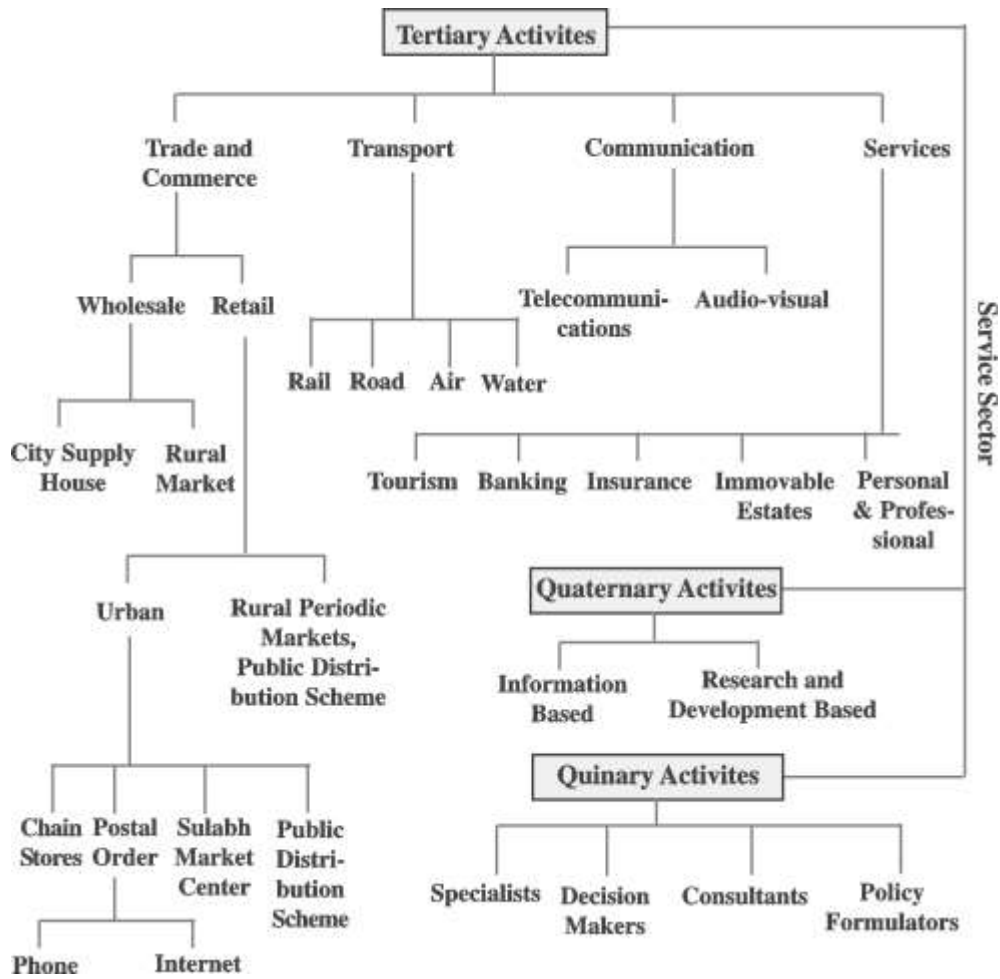 Tertiary Activites
Trade and
Commerce
Transport
Communication
Services
Wholesale
Retail
Telecommuni-
cations
Audio-visual
Service Sector
Rail
Road
Air
Water
City Supply
House
Rural
Market
Tourism
Banking
Insurance
Immovable
Estates
Personal
& Profes-
sional
Quaternary Activites
Urban
Rural Periodic
Markets,
Public Distri-
bution Scheme
Information
Based
Research and
Development Based
Quinary Activites
Chain
Stores
Postal
Order
Sulabh
Market
Center
Public
Distri-
bution
Scheme
Specialists
Decision
Makers
Consultants
Policy
Formulators
Phone
Internet